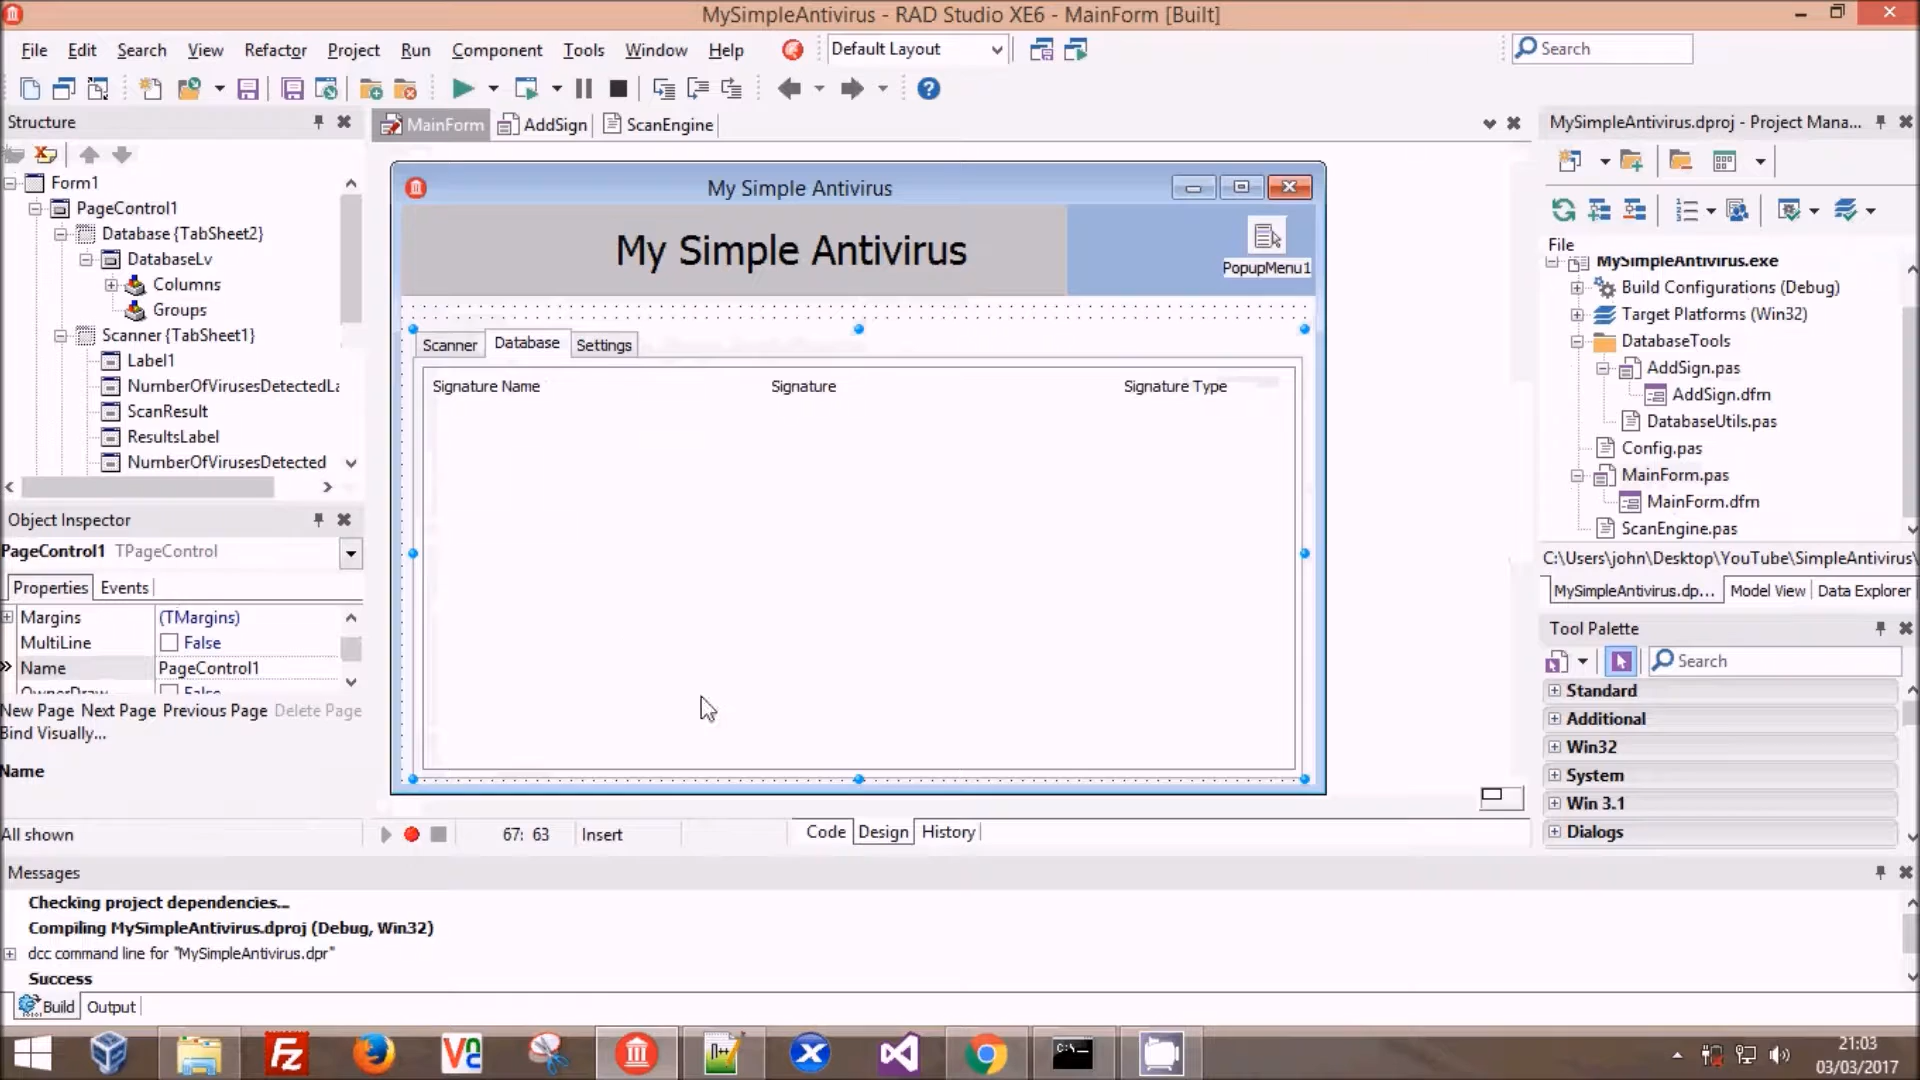 MySimpleAntivirus - RAD Studio XE6 - MainForm [Built]
File Edit Search View Refactor Project Run Component Tools Window Help
Default Layout
Search
Structure
MainForm
AddSign
ScanEngine
MySimpleAntivirus.dproj - Project Mana...
Form1
PageControl1
Database {TabSheet2}
DatabaseLv
Columns
Groups
Scanner {TabSheet1}
Label1
NumberOfVirusesDetectedLa
ScanResult
ResultsLabel
NumberOfVirusesDetected
My Simple Antivirus
My Simple Antivirus
PopupMenu1
Scanner
Database
Settings
Signature Name
Signature
Signature Type
File
MySimpleAntivirus.exe
Build Configurations (Debug)
Target Platforms (Win32)
DatabaseTools
AddSign.pas
AddSign.dfm
DatabaseUtils.pas
Config.pas
MainForm.pas
MainForm.dfm
ScanEngine.pas
C:\Users\john\Desktop\YouTube\SimpleAntivirus\
MySimpleAntivirus.dp... Model View Data Explorer
Object Inspector
PageControl1 TPageControl
Properties Events
Margins (TMargins)
MultiLine False
Name PageControl1
OwnerDraw False
New Page Next Page Previous Page Delete Page
Bind Visually...
Name
All shown
67: 63
Insert
Code Design History
Tool Palette
Search
Standard
Additional
Win32
System
Win 3.1
Dialogs
Messages
Checking project dependencies...
Compiling MySimpleAntivirus.dproj (Debug, Win32)
dcc command line for "MySimpleAntivirus.dpr"
Success
Build Output
21:03
03/03/2017